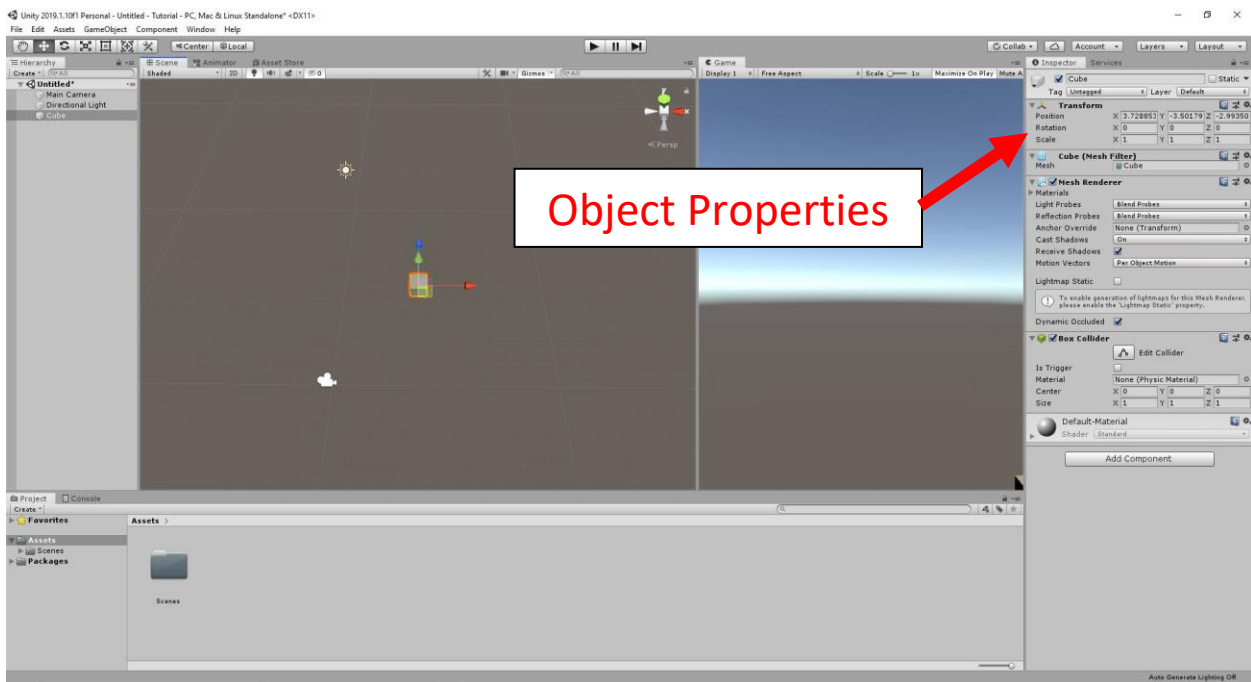 Unity 2019.1.10f1 Personal - Untitled - Tutorial - PC, Mac & Linux Standalone* <DX11>
File Edit Assets GameObject Component Window Help
Center Local
Collab Account Layers Layout
Hierarchy
Create All
Untitled*
Main Camera
Directional Light
Cube
Scene Animator Asset Store
Shaded 2D 0 Gizmos All
Persp
Game
Display 1 Free Aspect Scale 1x Maximize On Play Mute A
Object Properties
Inspector Services
Cube Static
Tag Untagged Layer Default
Transform
Position X 3.728853 Y -3.50179 Z -2.99350
Rotation X 0 Y 0 Z 0
Scale X 1 Y 1 Z 1
Cube (Mesh Filter)
Mesh Cube
Mesh Renderer
Materials
Light Probes Blend Probes
Reflection Probes Blend Probes
Anchor Override None (Transform)
Cast Shadows On
Receive Shadows
Motion Vectors Per Object Motion
Lightmap Static
To enable generation of lightmaps for this Mesh Renderer,
please enable the 'Lightmap Static' property.
Dynamic Occluded
Box Collider
Edit Collider
Is Trigger
Material None (Physic Material)
Center X 0 Y 0 Z 0
Size X 1 Y 1 Z 1
Default-Material
Shader Standard
Add Component
Project Console
Create
Favorites
Assets
Scenes
Packages
Assets
Scenes
Auto Generate Lighting Off